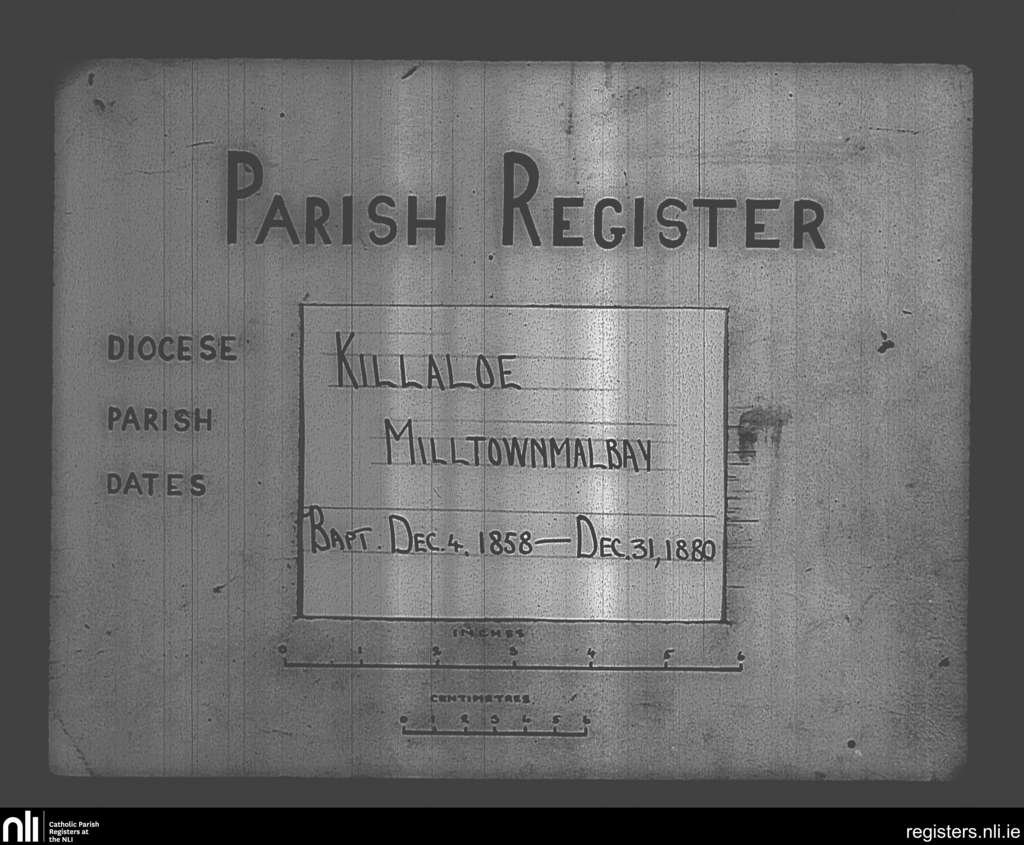 PARISH REGISTER
DIOCESE KILLALOE
PARISH MILLTOWNMALBAY
DATES BAPT. DEC. 4. 1858 — DEC. 31, 1880
INCHES
0 1 2 3 4 5 6
CENTIMETRES
0 1 2 3 4 5 6
nli Catholic Parish
Registers at
the NLI
registers.nli.ie